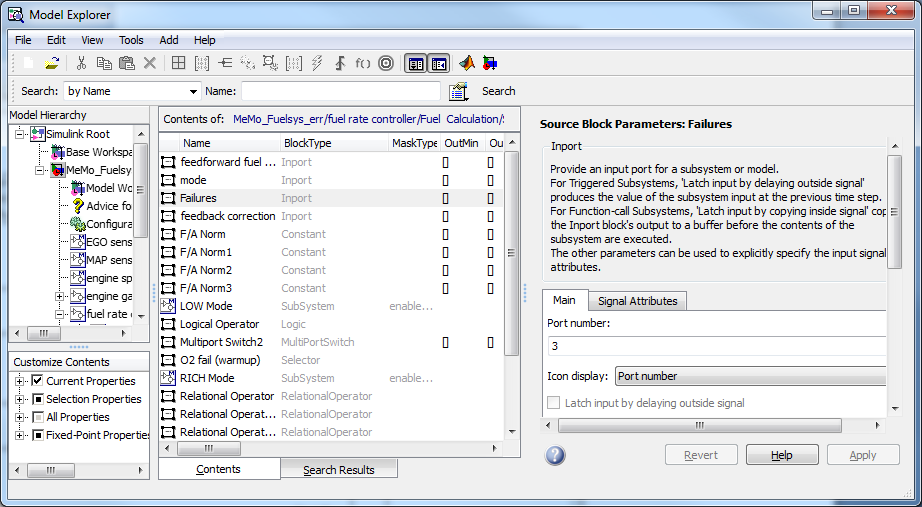 Model Explorer
File Edit View Tools Add Help
Search: by Name Name: Search
Model Hierarchy
Simulink Root
Base Workspa
MeMo_Fuelsys
Model Wo
Advice for
Configura
EGO sens
MAP sens
engine sp
engine ga
fuel rate
Customize Contents
Current Properties
Selection Properties
All Properties
Fixed-Point Properties
Contents of: MeMo_Fuelsys_err/fuel rate controller/Fuel Calculation/S
Name BlockType MaskType OutMin Ou
feedforward fuel ... Inport [] []
mode Inport [] []
Failures Inport [] []
feedback correction Inport [] []
F/A Norm Constant [] []
F/A Norm1 Constant [] []
F/A Norm2 Constant [] []
F/A Norm3 Constant [] []
LOW Mode SubSystem enable...
Logical Operator Logic
Multiport Switch2 MultiPortSwitch [] []
O2 fail (warmup) Selector
RICH Mode SubSystem enable...
Relational Operator RelationalOperator
Relational Operat... RelationalOperator
Relational Operat... RelationalOperator
Contents Search Results
Source Block Parameters: Failures
Inport
Provide an input port for a subsystem or model.
For Triggered Subsystems, 'Latch input by delaying outside signal'
produces the value of the subsystem input at the previous time step.
For Function-call Subsystems, 'Latch input by copying inside signal' cop
the Inport block's output to a buffer before the contents of the
subsystem are executed.
The other parameters can be used to explicitly specify the input signal
attributes.
Main Signal Attributes
Port number:
3
Icon display: Port number
Latch input by delaying outside signal
Revert Help Apply